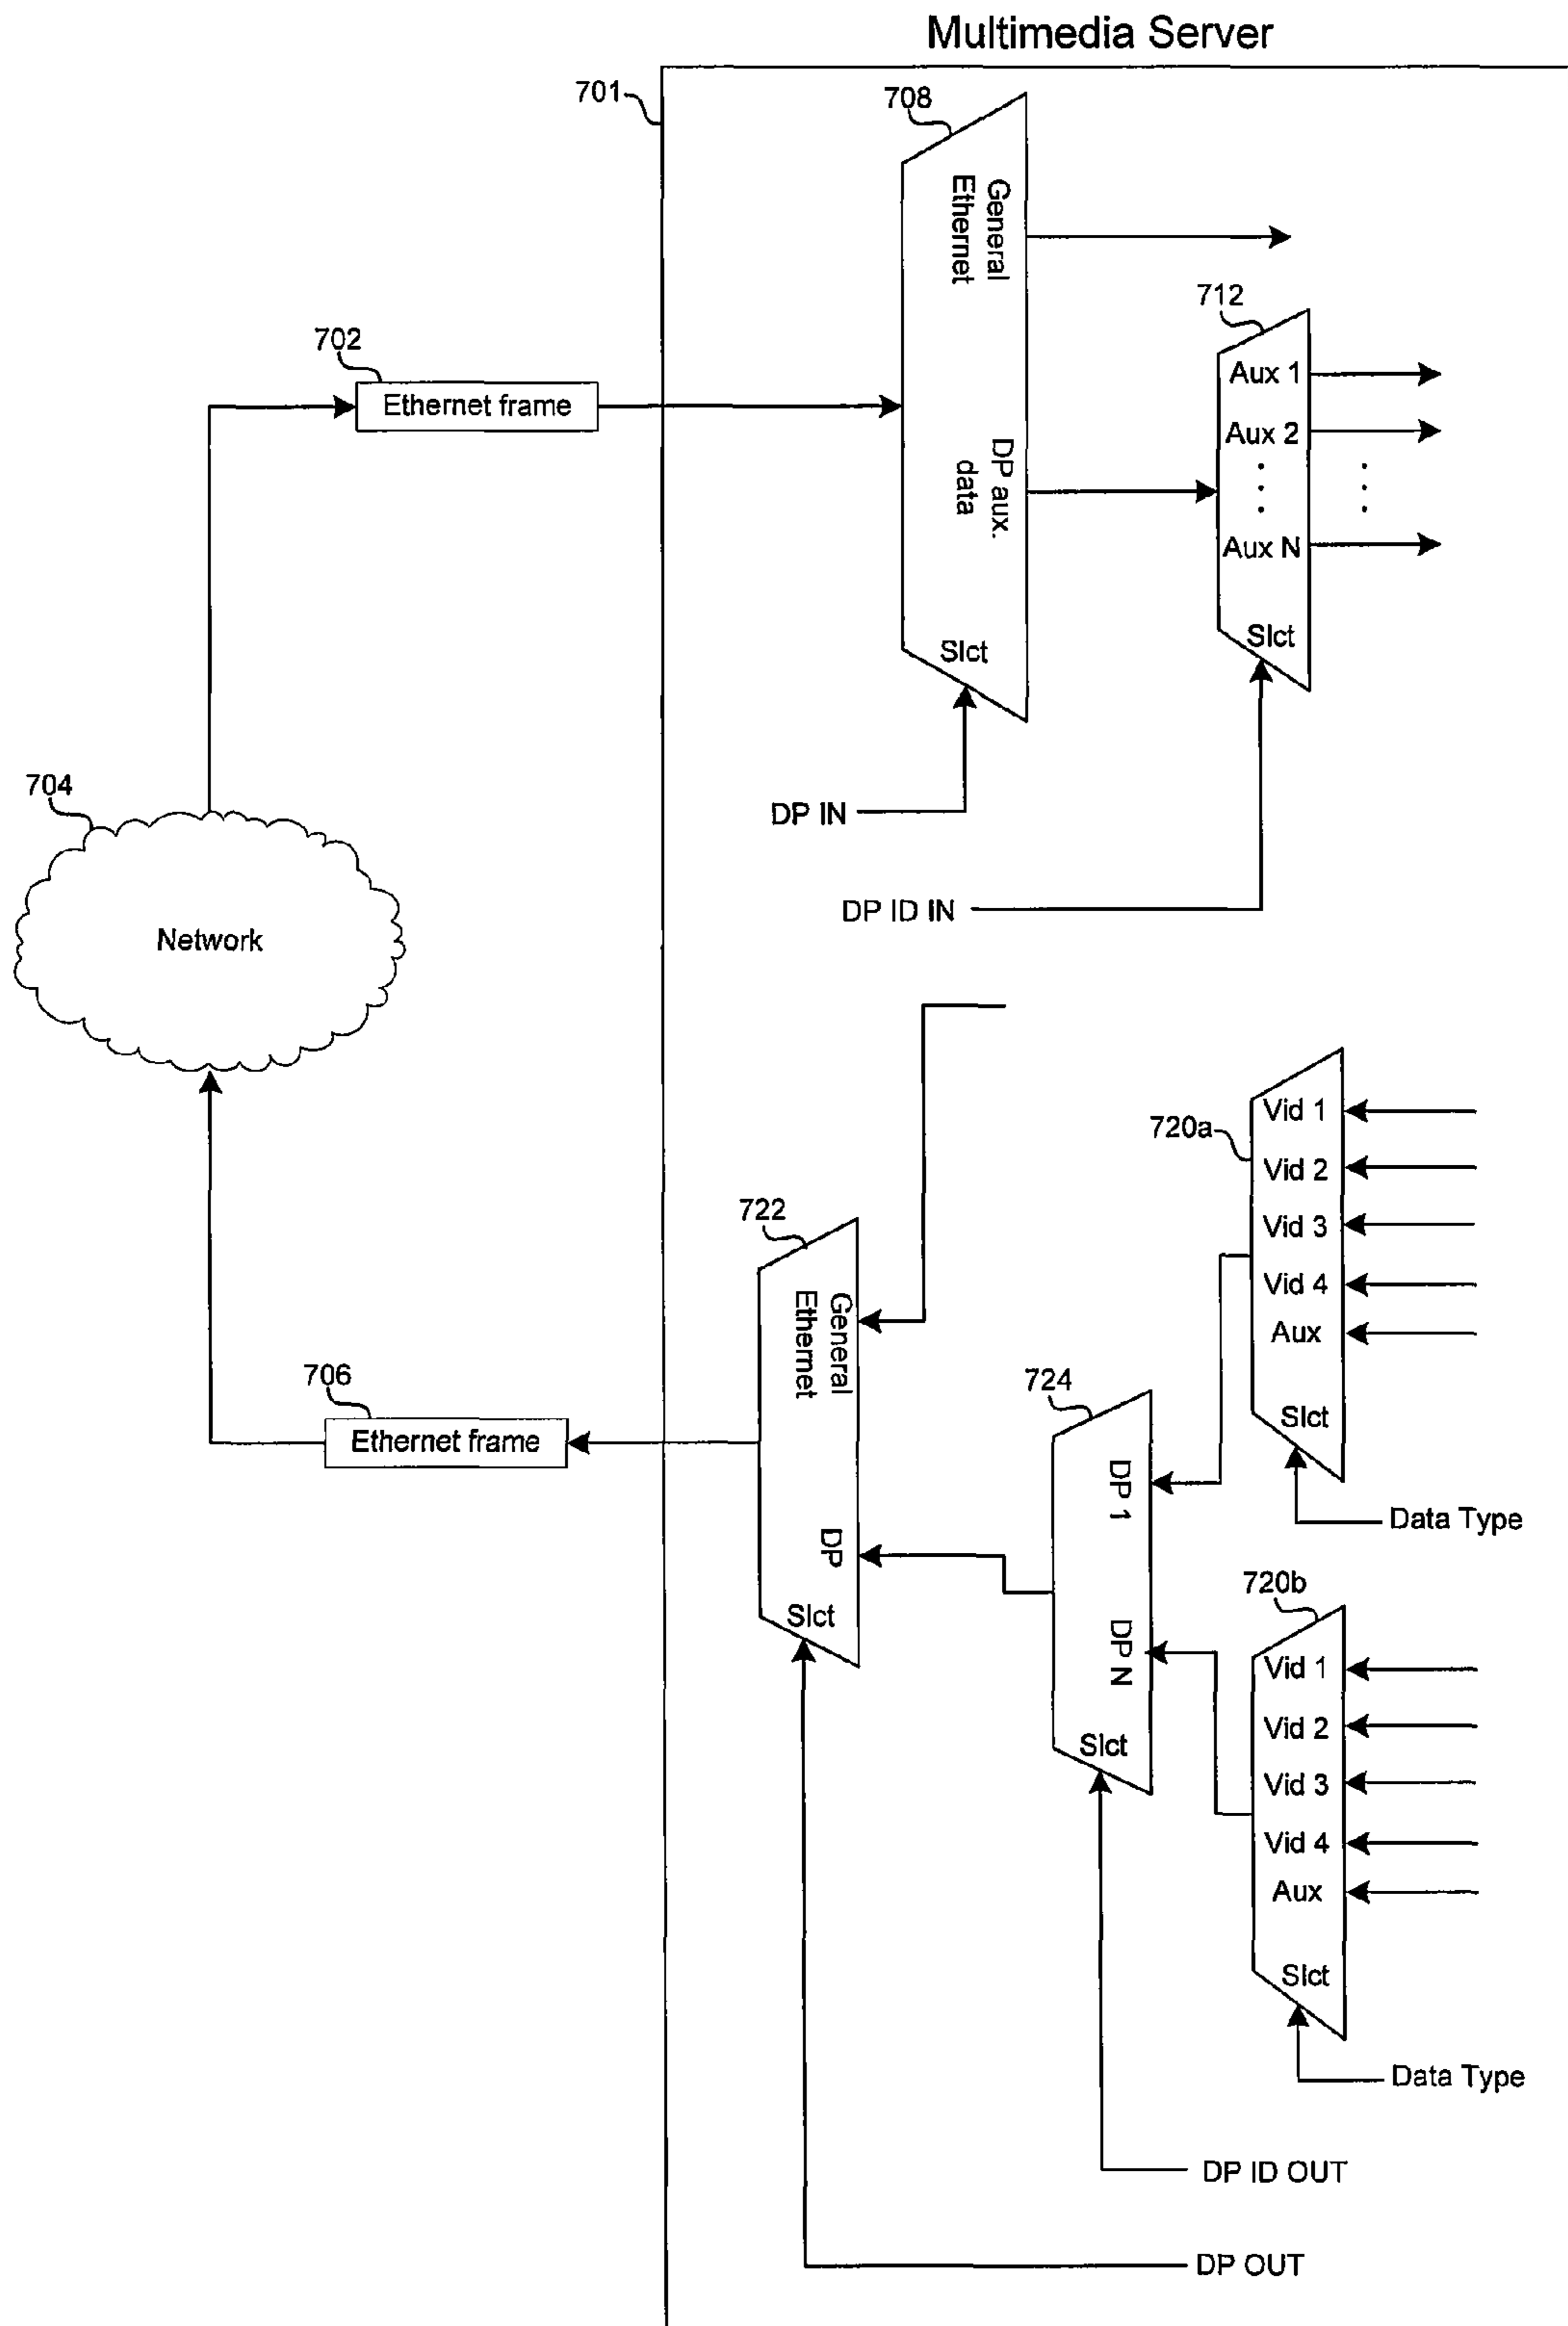 Multimedia Server
701
708
General
Ethernet
DP aux.
data
Slct
712
Aux 1
Aux 2
Aux N
Slct
702
Ethernet frame
DP IN
DP ID IN
704
Network
720a
Vid 1
Vid 2
Vid 3
Vid 4
Aux
Slct
Data Type
722
General
Ethernet
DP
Slct
724
DP 1
DP N
Slct
706
Ethernet frame
720b
Vid 1
Vid 2
Vid 3
Vid 4
Aux
Slct
Data Type
DP ID OUT
DP OUT